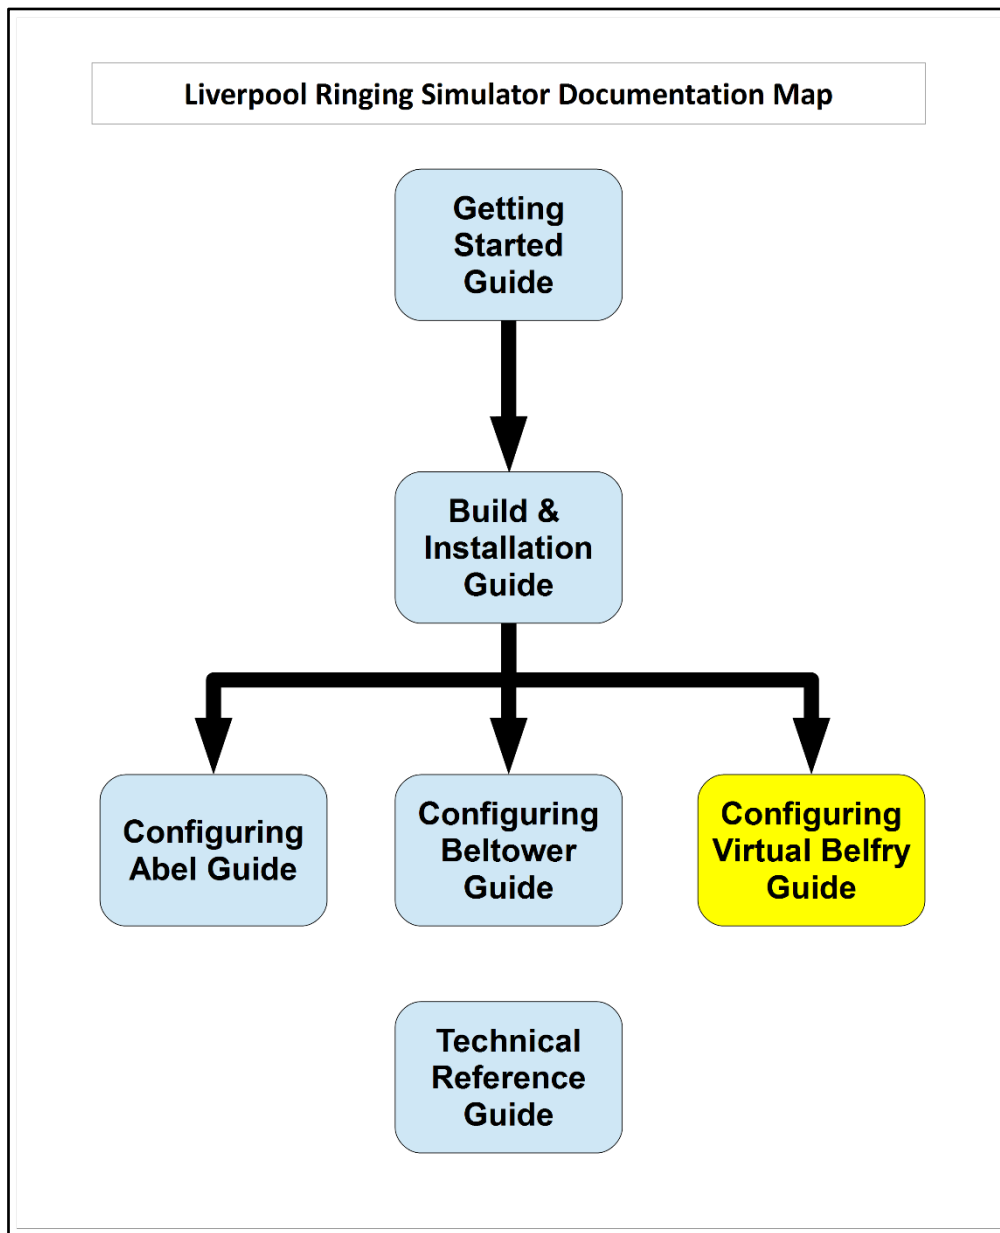 Liverpool Ringing Simulator Documentation Map
Getting
Started
Guide
Build &
Installation
Guide
Configuring
Abel Guide
Configuring
Beltower
Guide
Configuring
Virtual Belfry
Guide
Technical
Reference
Guide